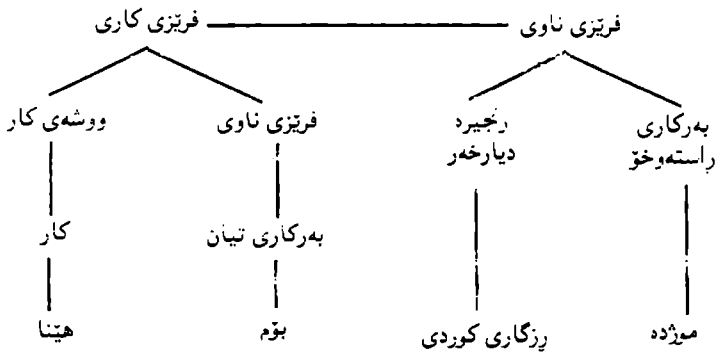 فرێزی ناوی فرێزی کاری
بەرکاری راستەوخۆ رنجیرە دیارخەر فرێزی ناوی ووشەی کار
بەرکاری تیان کار
موژدە ڕزگاری کوردی بۆم هێنا